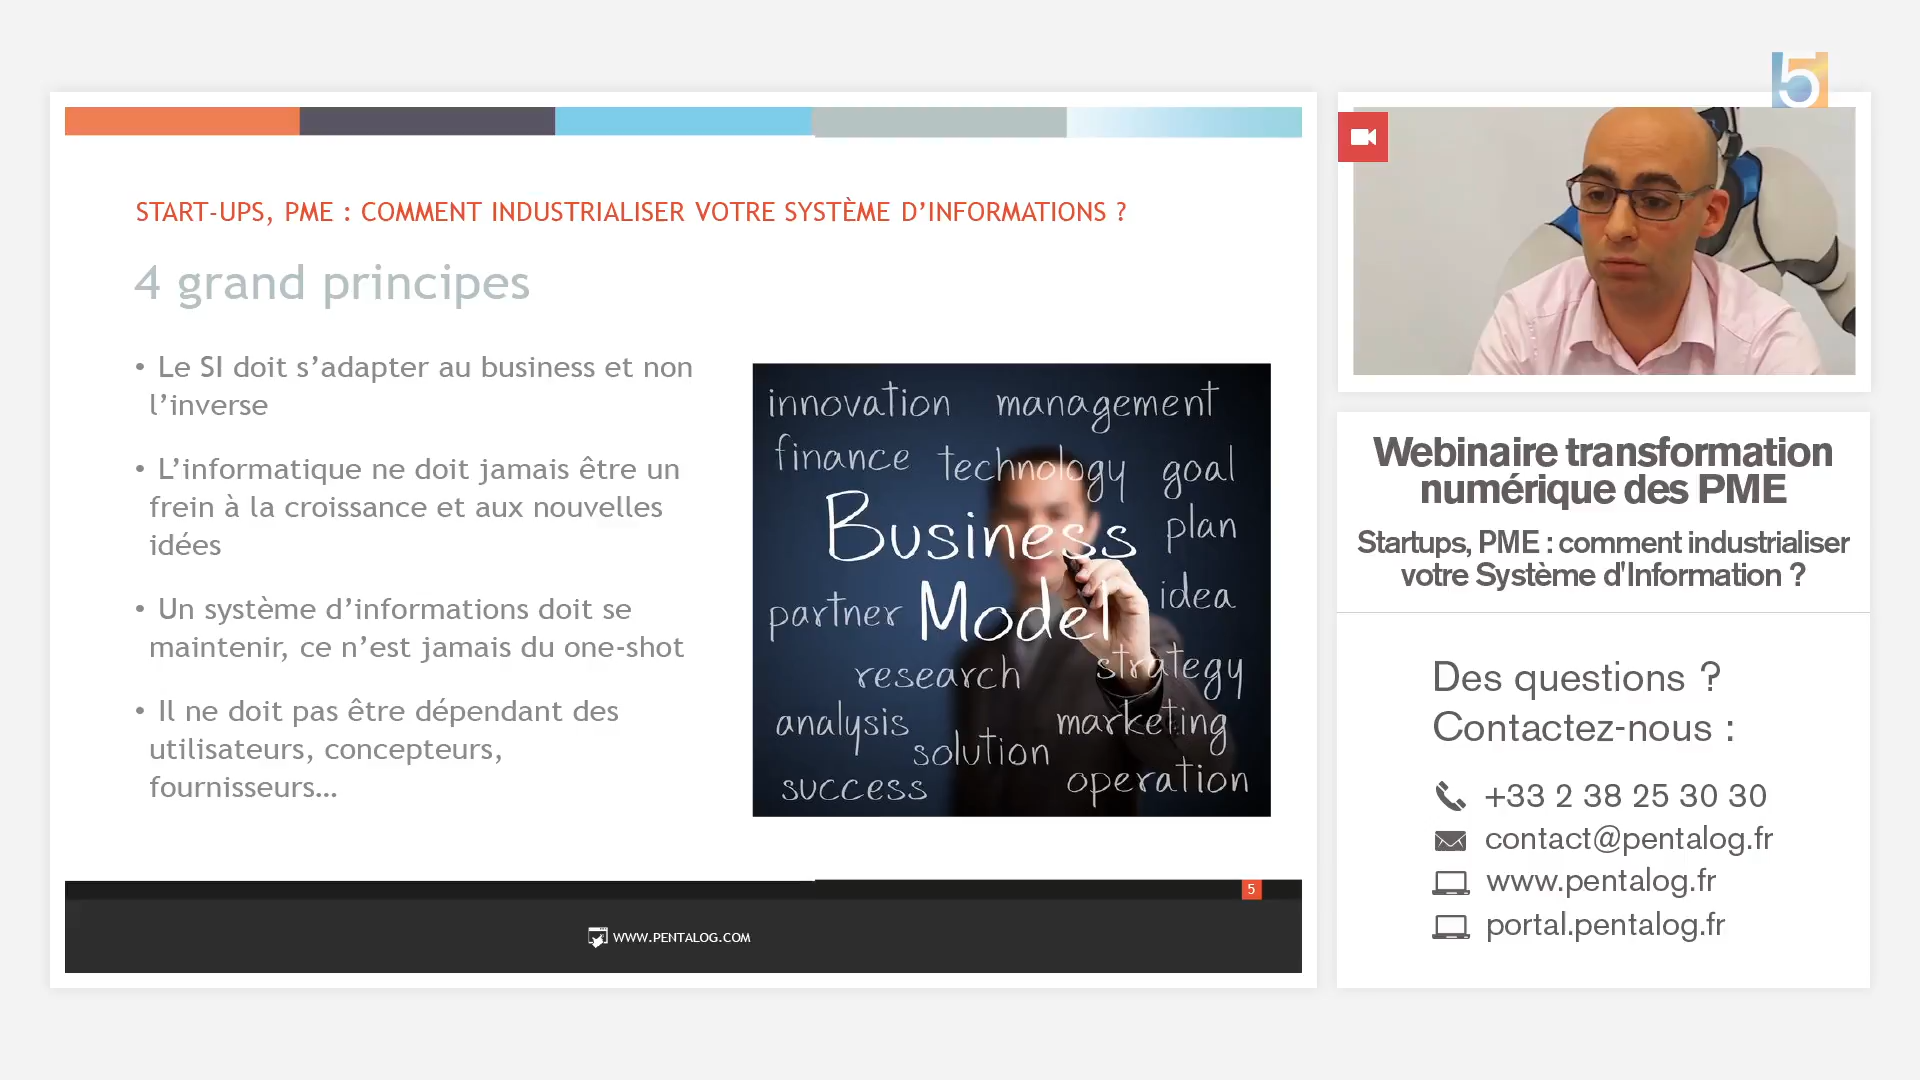 5
START-UPS, PME : COMMENT INDUSTRIALISER VOTRE SYSTÈME D’INFORMATIONS ?
4 grand principes
• Le SI doit s’adapter au business et non
l’inverse
• L’informatique ne doit jamais être un
frein à la croissance et aux nouvelles
idées
• Un système d’informations doit se
maintenir, ce n’est jamais du one-shot
• Il ne doit pas être dépendant des
utilisateurs, concepteurs,
fournisseurs…
innovation management
finance technology goal
Business plan
partner Model idea
research strategy
analysis marketing
solution
success operation
5
WWW.PENTALOG.COM
Webinaire transformation
numérique des PME
Startups, PME : comment industrialiser
votre Système d'Information ?
Des questions ?
Contactez-nous :
+33 2 38 25 30 30
contact@pentalog.fr
www.pentalog.fr
portal.pentalog.fr